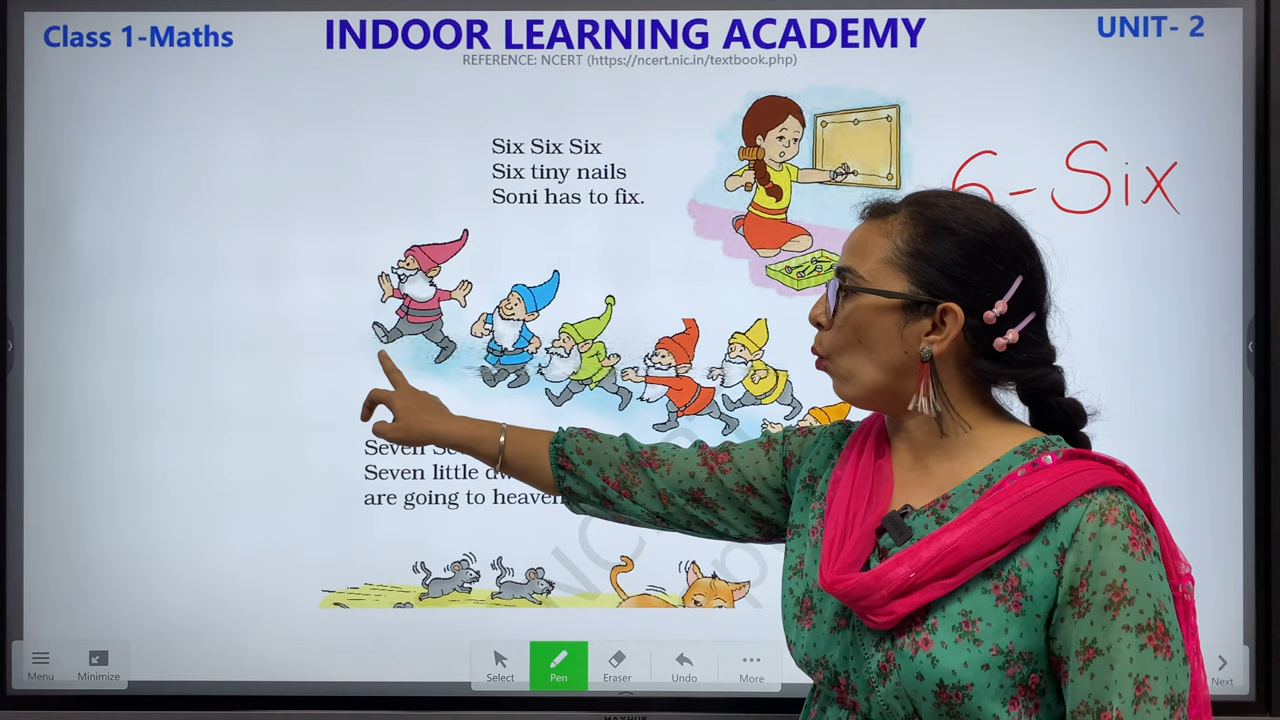 Class 1-Maths
INDOOR LEARNING ACADEMY
UNIT- 2
REFERENCE: NCERT (https://ncert.nic.in/textbook.php)
Six Six Six
Six tiny nails
Soni has to fix.
6-Six
Seven
Seven little
are going to heaven
Menu
Minimize
Select
Pen
Eraser
Undo
More
Next
MAXHUB